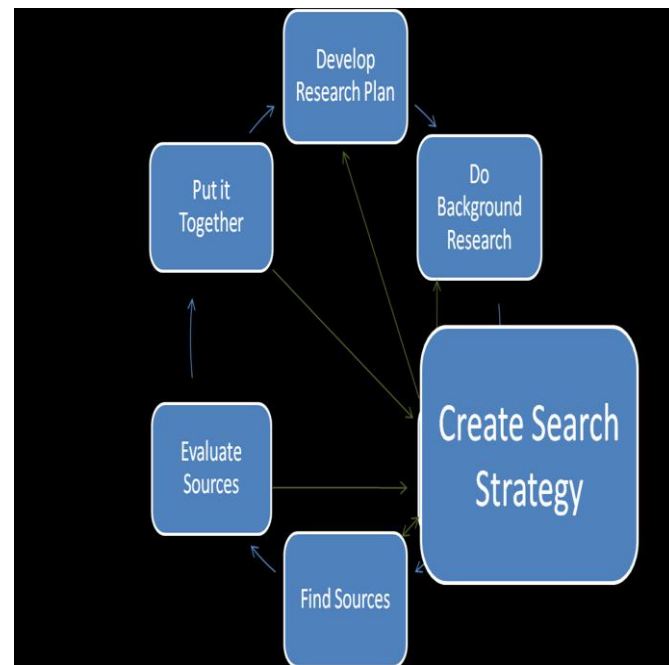 Develop
Research Plan
Do
Background
Research
Create Search
Strategy
Find Sources
Evaluate
Sources
Put it
Together